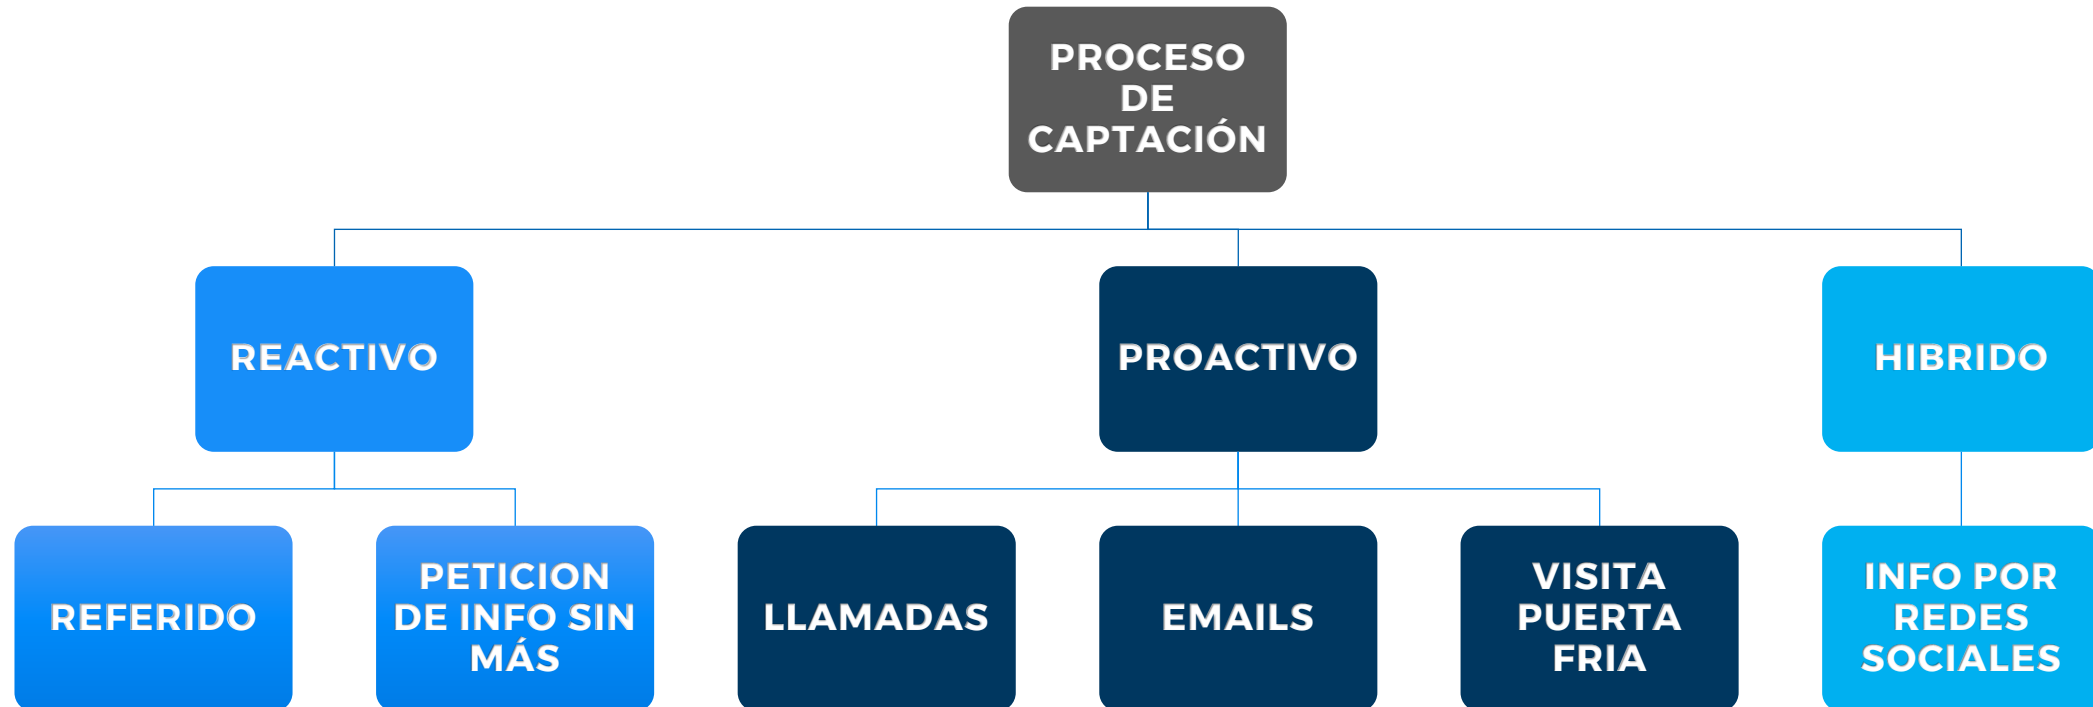 PROCESO
DE
CAPTACIÓN
REACTIVO
PROACTIVO
HIBRIDO
REFERIDO
PETICION
DE INFO SIN
MÁS
LLAMADAS
EMAILS
VISITA
PUERTA
FRIA
INFO POR
REDES
SOCIALES